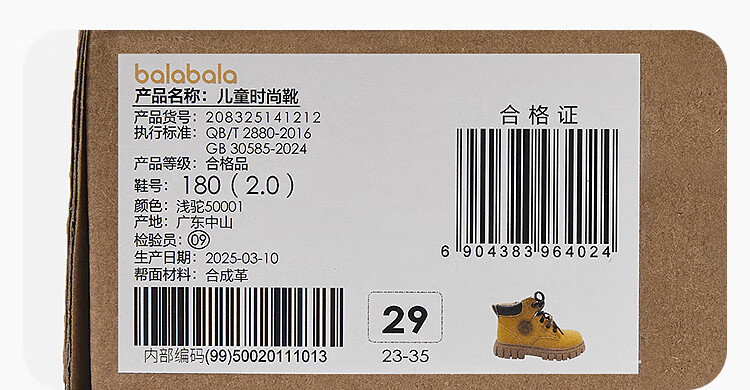 balabala
产品名称：儿童时尚靴
产品货号：208325141212
执行标准：QB/T 2880-2016
GB 30585-2024
产品等级：合格品
鞋号：180（2.0）
颜色：浅驼50001
产地：广东中山
检验员：09
生产日期：2025-03-10
帮面材料：合成革
内部编码(99)50020111013
合格证
6 904383 964024
29
23-35